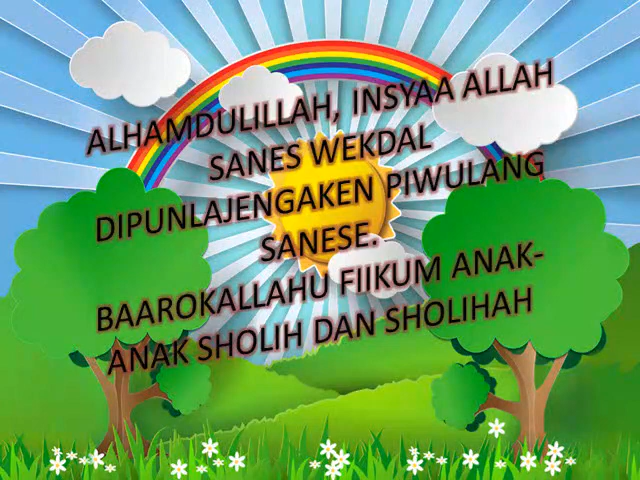 ALHAMDULILLAH, INSYAA ALLAH
SANES WEKDAL
DIPUNLAJENGAKEN PIWULANG
SANESE.
BAAROKALLAHU FIIKUM ANAK-
ANAK SHOLIH DAN SHOLIHAH